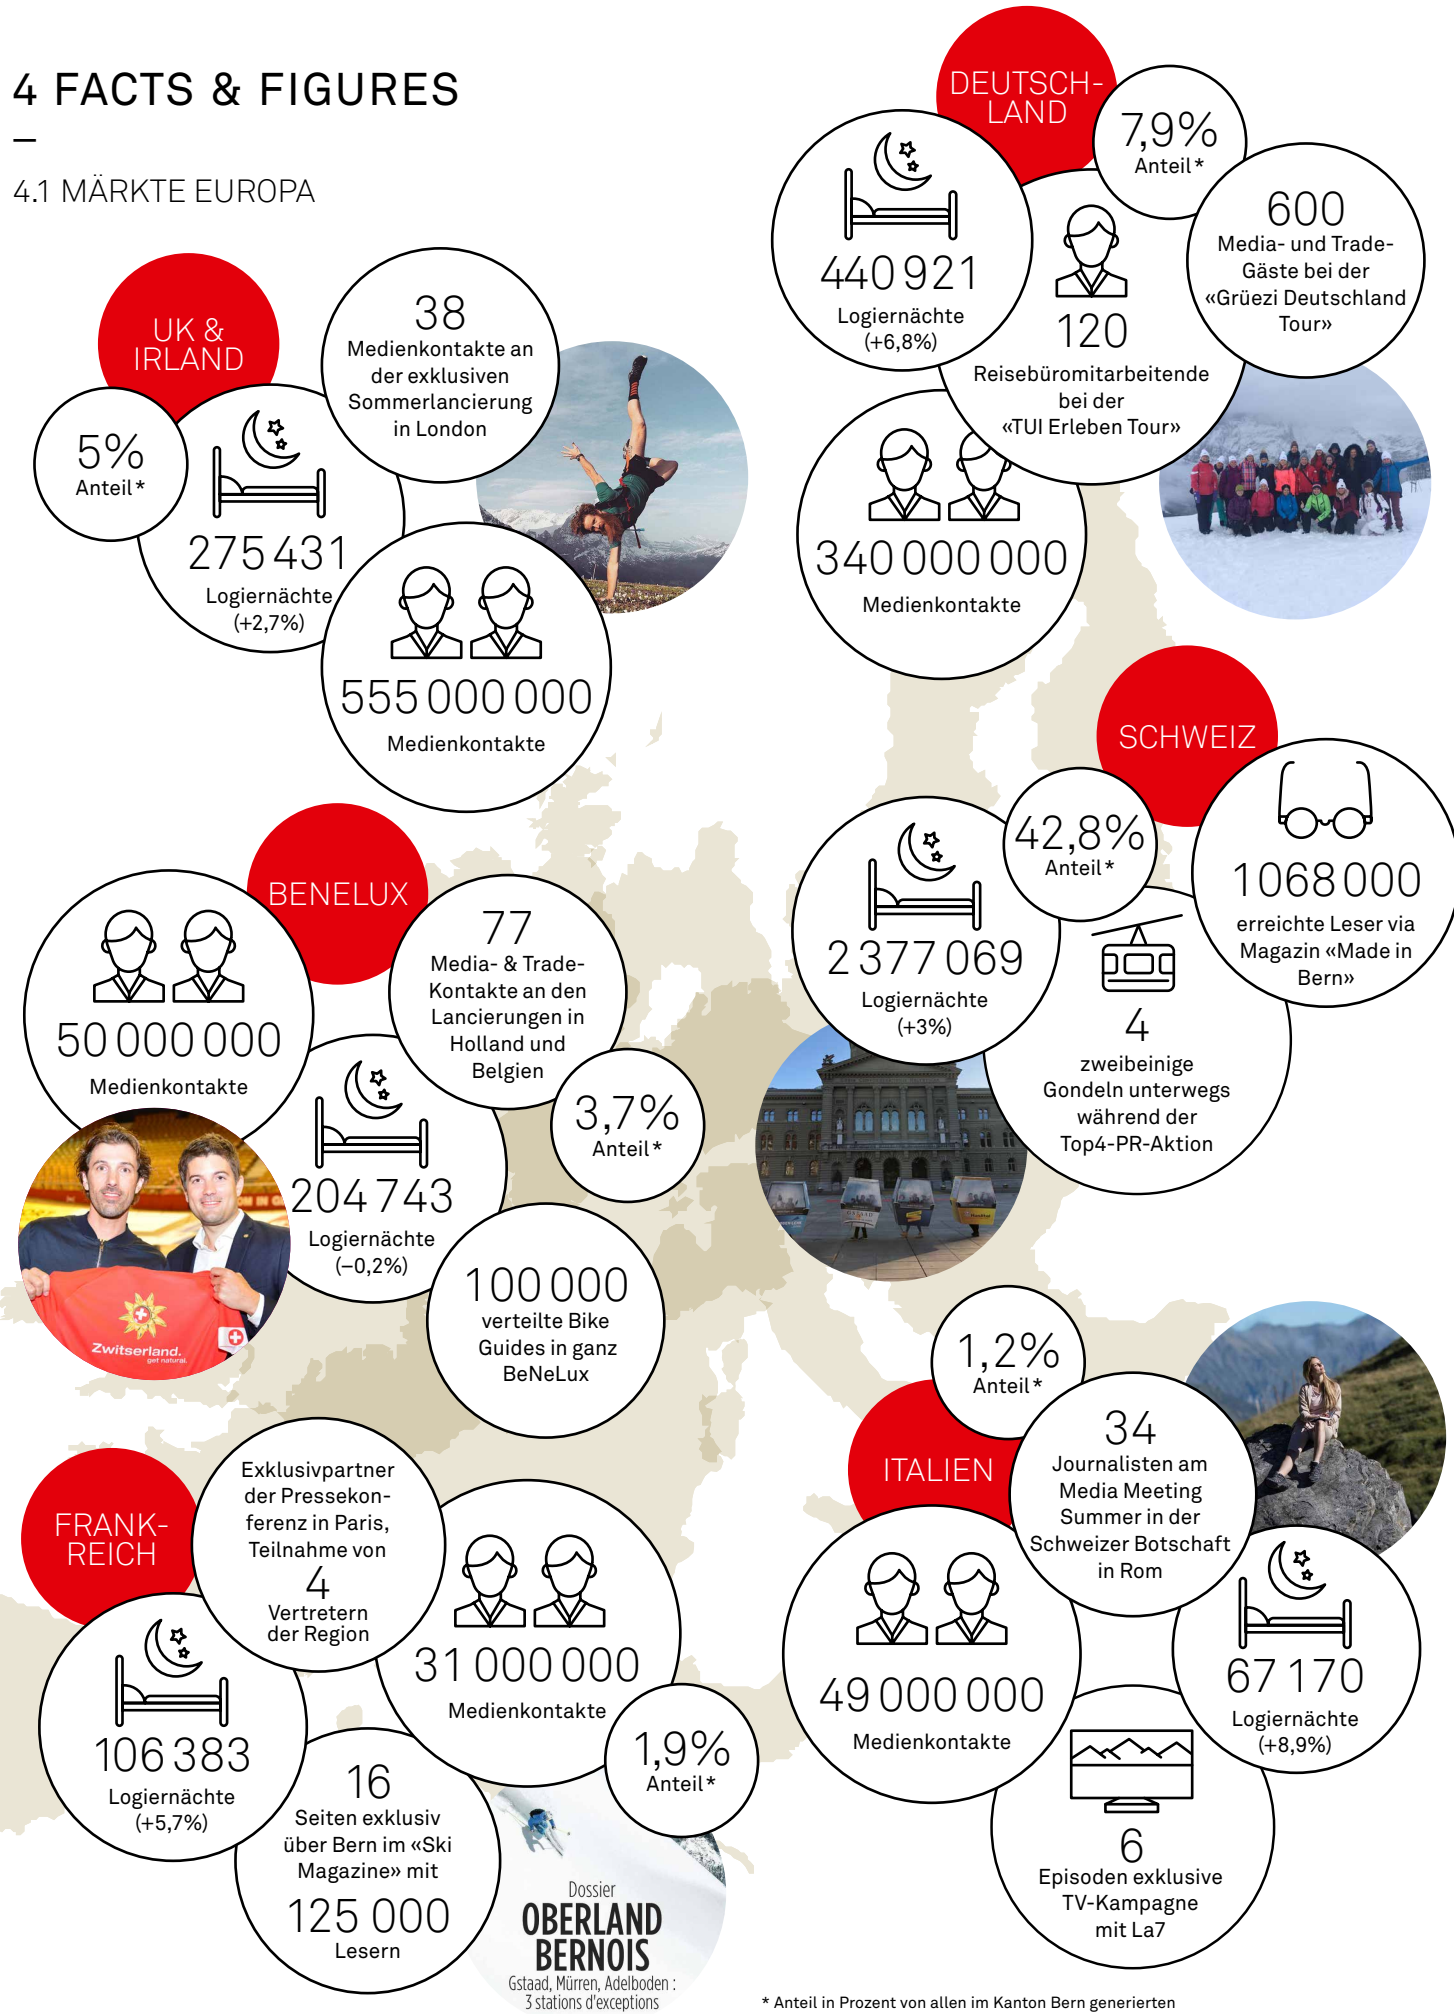 4 FACTS & FIGURES
–
4.1 MÄRKTE EUROPA
UK &
IRLAND
5%
Anteil*
275 431
Logiernächte
(+2,7%)
38
Medienkontakte an
der exklusiven
Sommerlancierung
in London
555 000 000
Medienkontakte
DEUTSCH-
LAND
7,9%
Anteil*
440 921
Logiernächte
(+6,8%)
120
Reisebüromitarbeitende
bei der
«TUI Erleben Tour»
600
Media- und Trade-
Gäste bei der
«Grüezi Deutschland
Tour»
340 000 000
Medienkontakte
SCHWEIZ
42,8%
Anteil*
2 377 069
Logiernächte
(+3%)
1 068 000
erreichte Leser via
Magazin «Made in
Bern»
4
zweibeinige
Gondeln unterwegs
während der
Top4-PR-Aktion
BENELUX
50 000 000
Medienkontakte
77
Media- & Trade-
Kontakte an den
Lancierungen in
Holland und
Belgien
3,7%
Anteil*
204 743
Logiernächte
(–0,2%)
100 000
verteilte Bike
Guides in ganz
BeNeLux
Zwitserland.
get natural.
FRANK-
REICH
Exklusivpartner
der Pressekon-
ferenz in Paris,
Teilnahme von
4
Vertretern
der Region
31 000 000
Medienkontakte
1,9%
Anteil*
106 383
Logiernächte
(+5,7%)
16
Seiten exklusiv
über Bern im «Ski
Magazine» mit
125 000
Lesern
Dossier
OBERLAND
BERNOIS
Gstaad, Mürren, Adelboden :
3 stations d'exceptions
ITALIEN
1,2%
Anteil*
34
Journalisten am
Media Meeting
Summer in der
Schweizer Botschaft
in Rom
49 000 000
Medienkontakte
67 170
Logiernächte
(+8,9%)
6
Episoden exklusive
TV-Kampagne
mit La7
* Anteil in Prozent von allen im Kanton Bern generierten